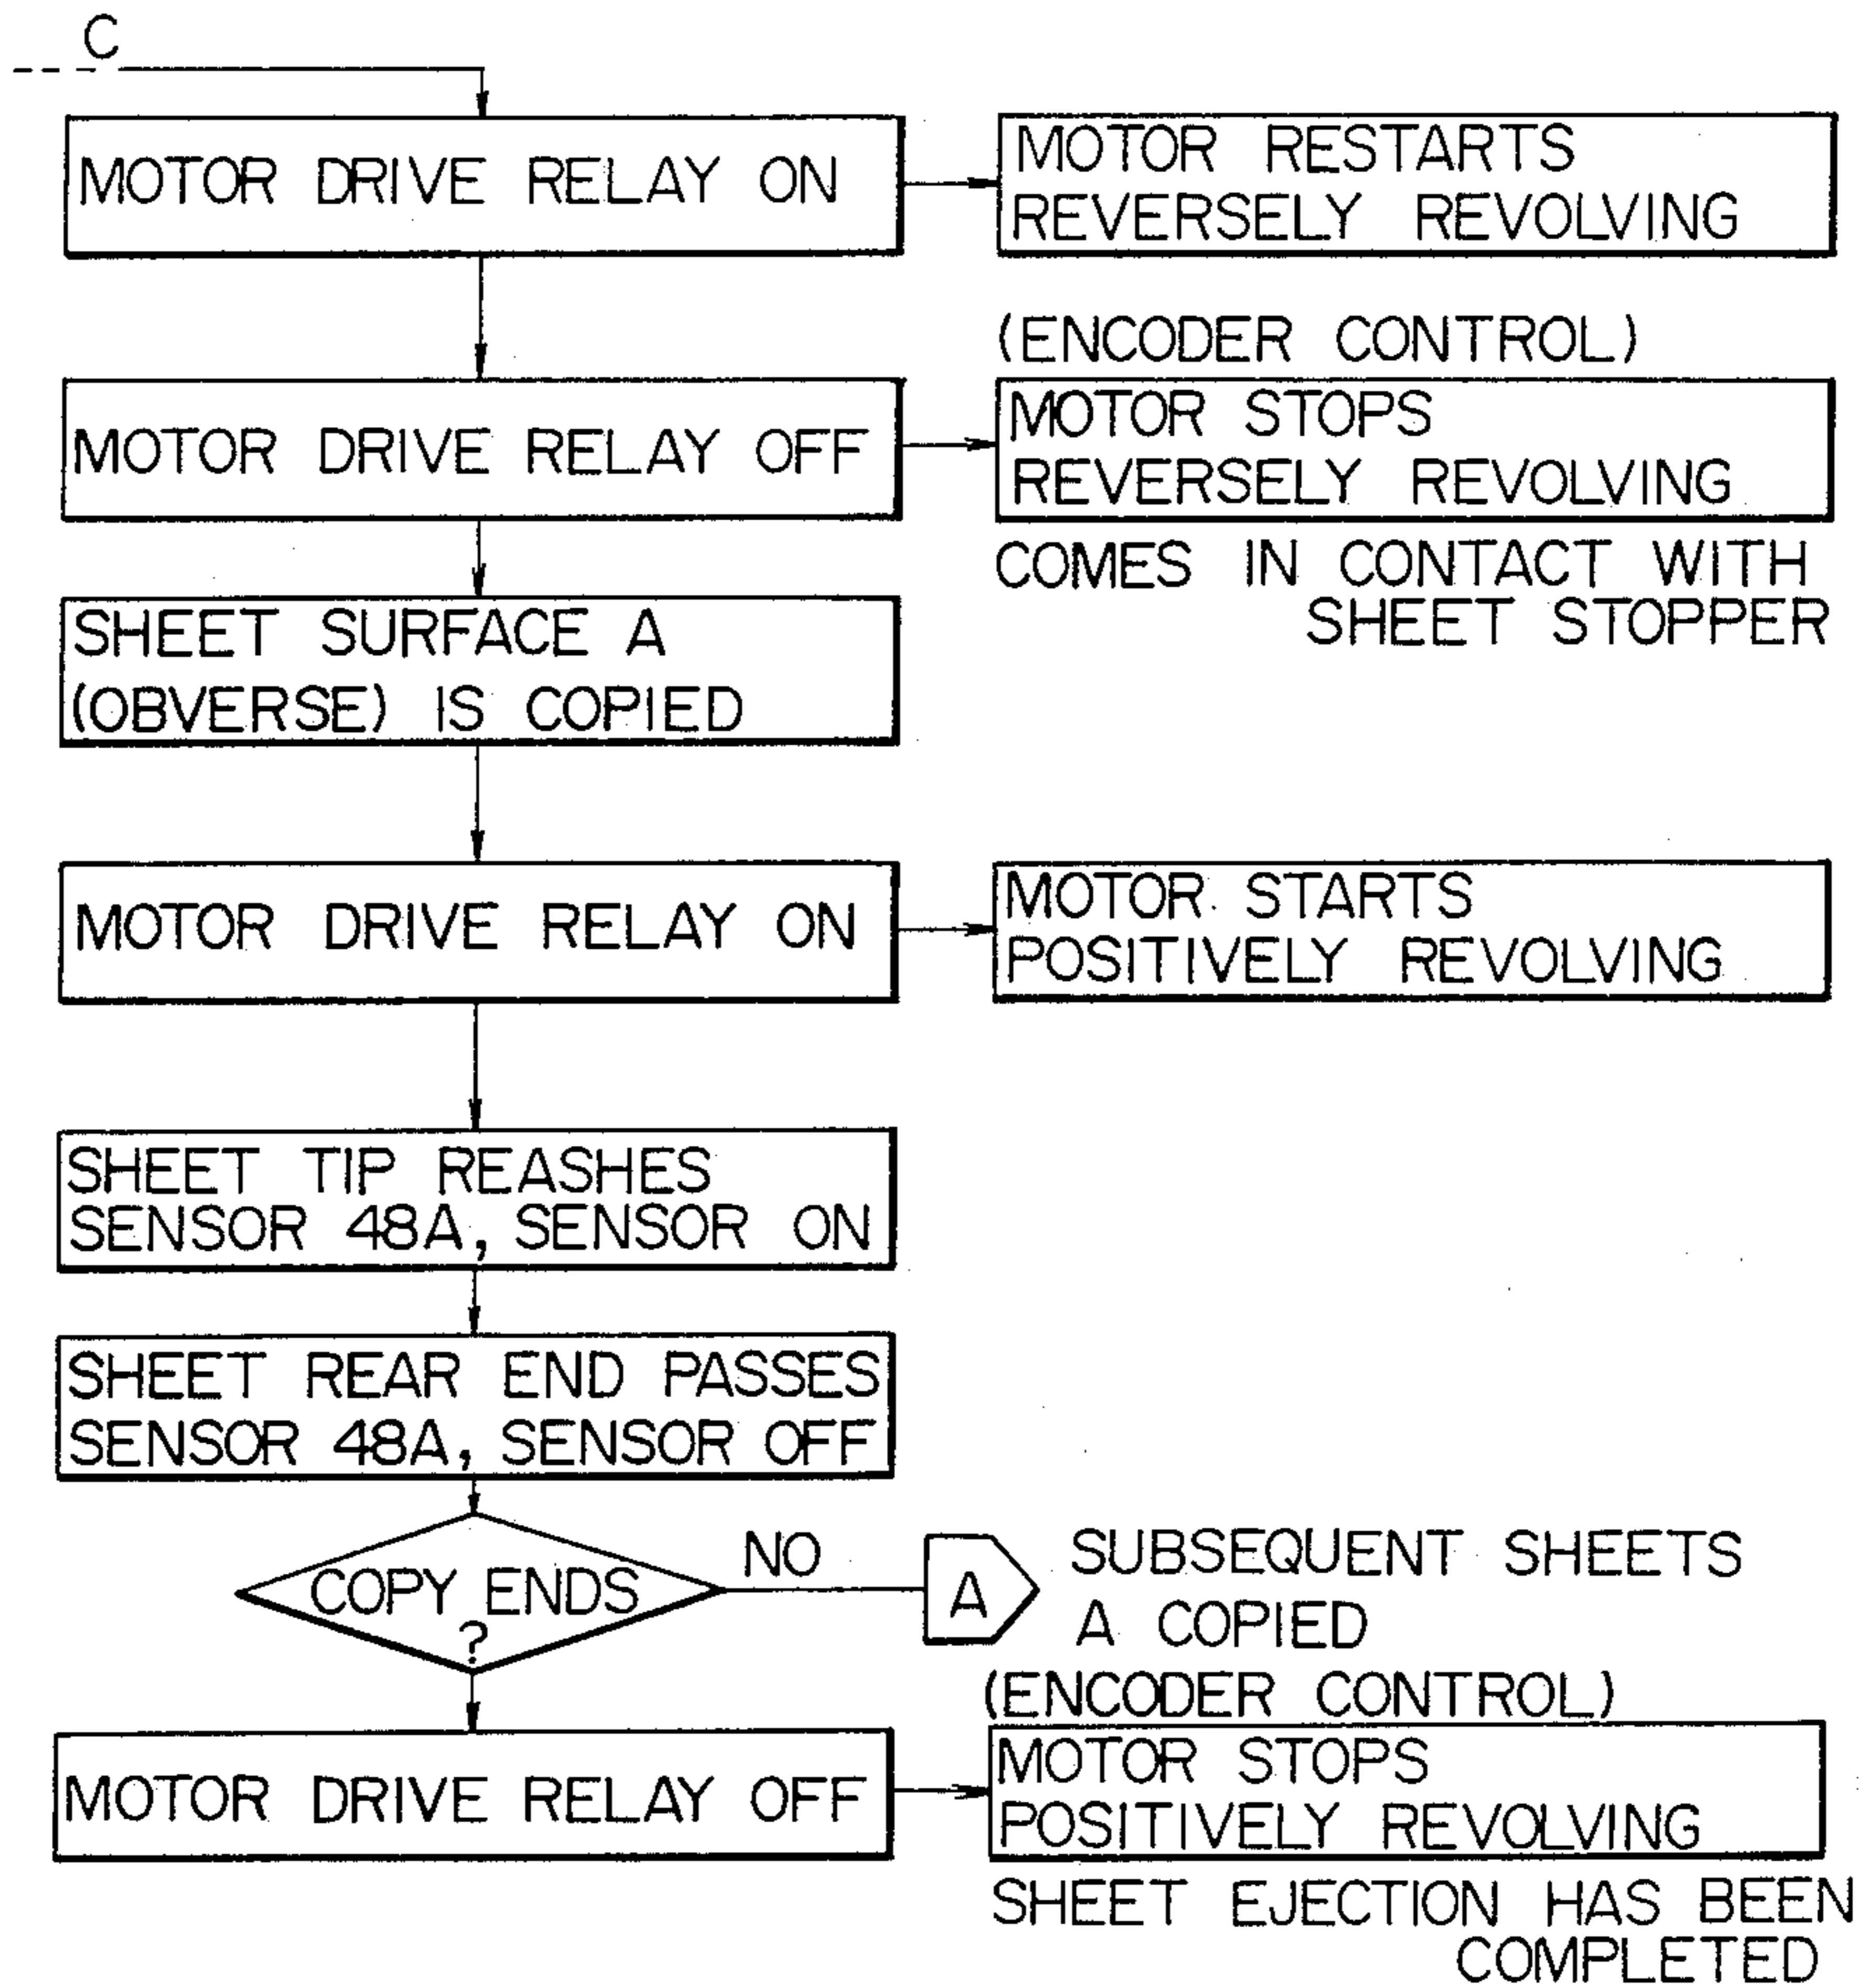 C
MOTOR DRIVE RELAY ON
MOTOR RESTARTS
REVERSELY REVOLVING
(ENCODER CONTROL)
MOTOR DRIVE RELAY OFF
MOTOR STOPS
REVERSELY REVOLVING
COMES IN CONTACT WITH
SHEET STOPPER
SHEET SURFACE A
(OBVERSE) IS COPIED
MOTOR DRIVE RELAY ON
MOTOR STARTS
POSITIVELY REVOLVING
SHEET TIP REASHES
SENSOR 48A, SENSOR ON
SHEET REAR END PASSES
SENSOR 48A, SENSOR OFF
COPY ENDS
?
NO
A
SUBSEQUENT SHEETS
A COPIED
(ENCODER CONTROL)
MOTOR DRIVE RELAY OFF
MOTOR STOPS
POSITIVELY REVOLVING
SHEET EJECTION HAS BEEN
COMPLETED